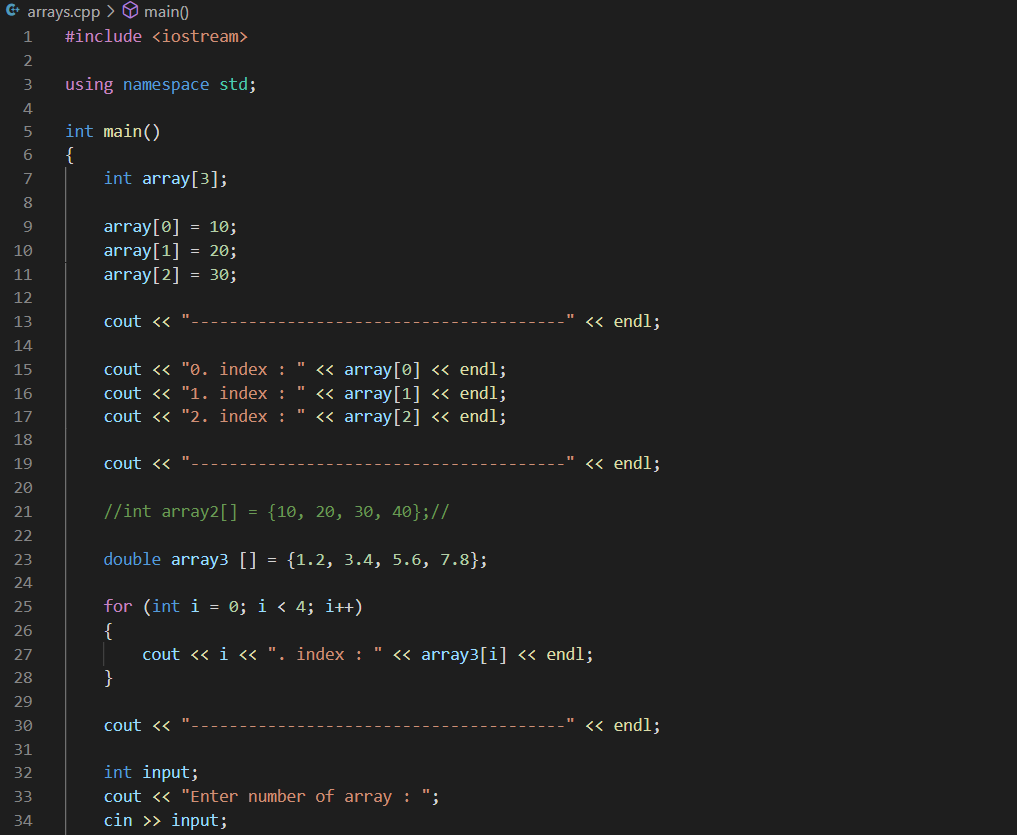 arrays.cpp > main()
1 #include <iostream>
2
3 using namespace std;
4
5 int main()
6 {
7     int array[3];
8
9     array[0] = 10;
10     array[1] = 20;
11     array[2] = 30;
12
13     cout << "---------------------------------------" << endl;
14
15     cout << "0. index : " << array[0] << endl;
16     cout << "1. index : " << array[1] << endl;
17     cout << "2. index : " << array[2] << endl;
18
19     cout << "---------------------------------------" << endl;
20
21     //int array2[] = {10, 20, 30, 40};//
22
23     double array3 [] = {1.2, 3.4, 5.6, 7.8};
24
25     for (int i = 0; i < 4; i++)
26     {
27         cout << i << ". index : " << array3[i] << endl;
28     }
29
30     cout << "---------------------------------------" << endl;
31
32     int input;
33     cout << "Enter number of array : ";
34     cin >> input;